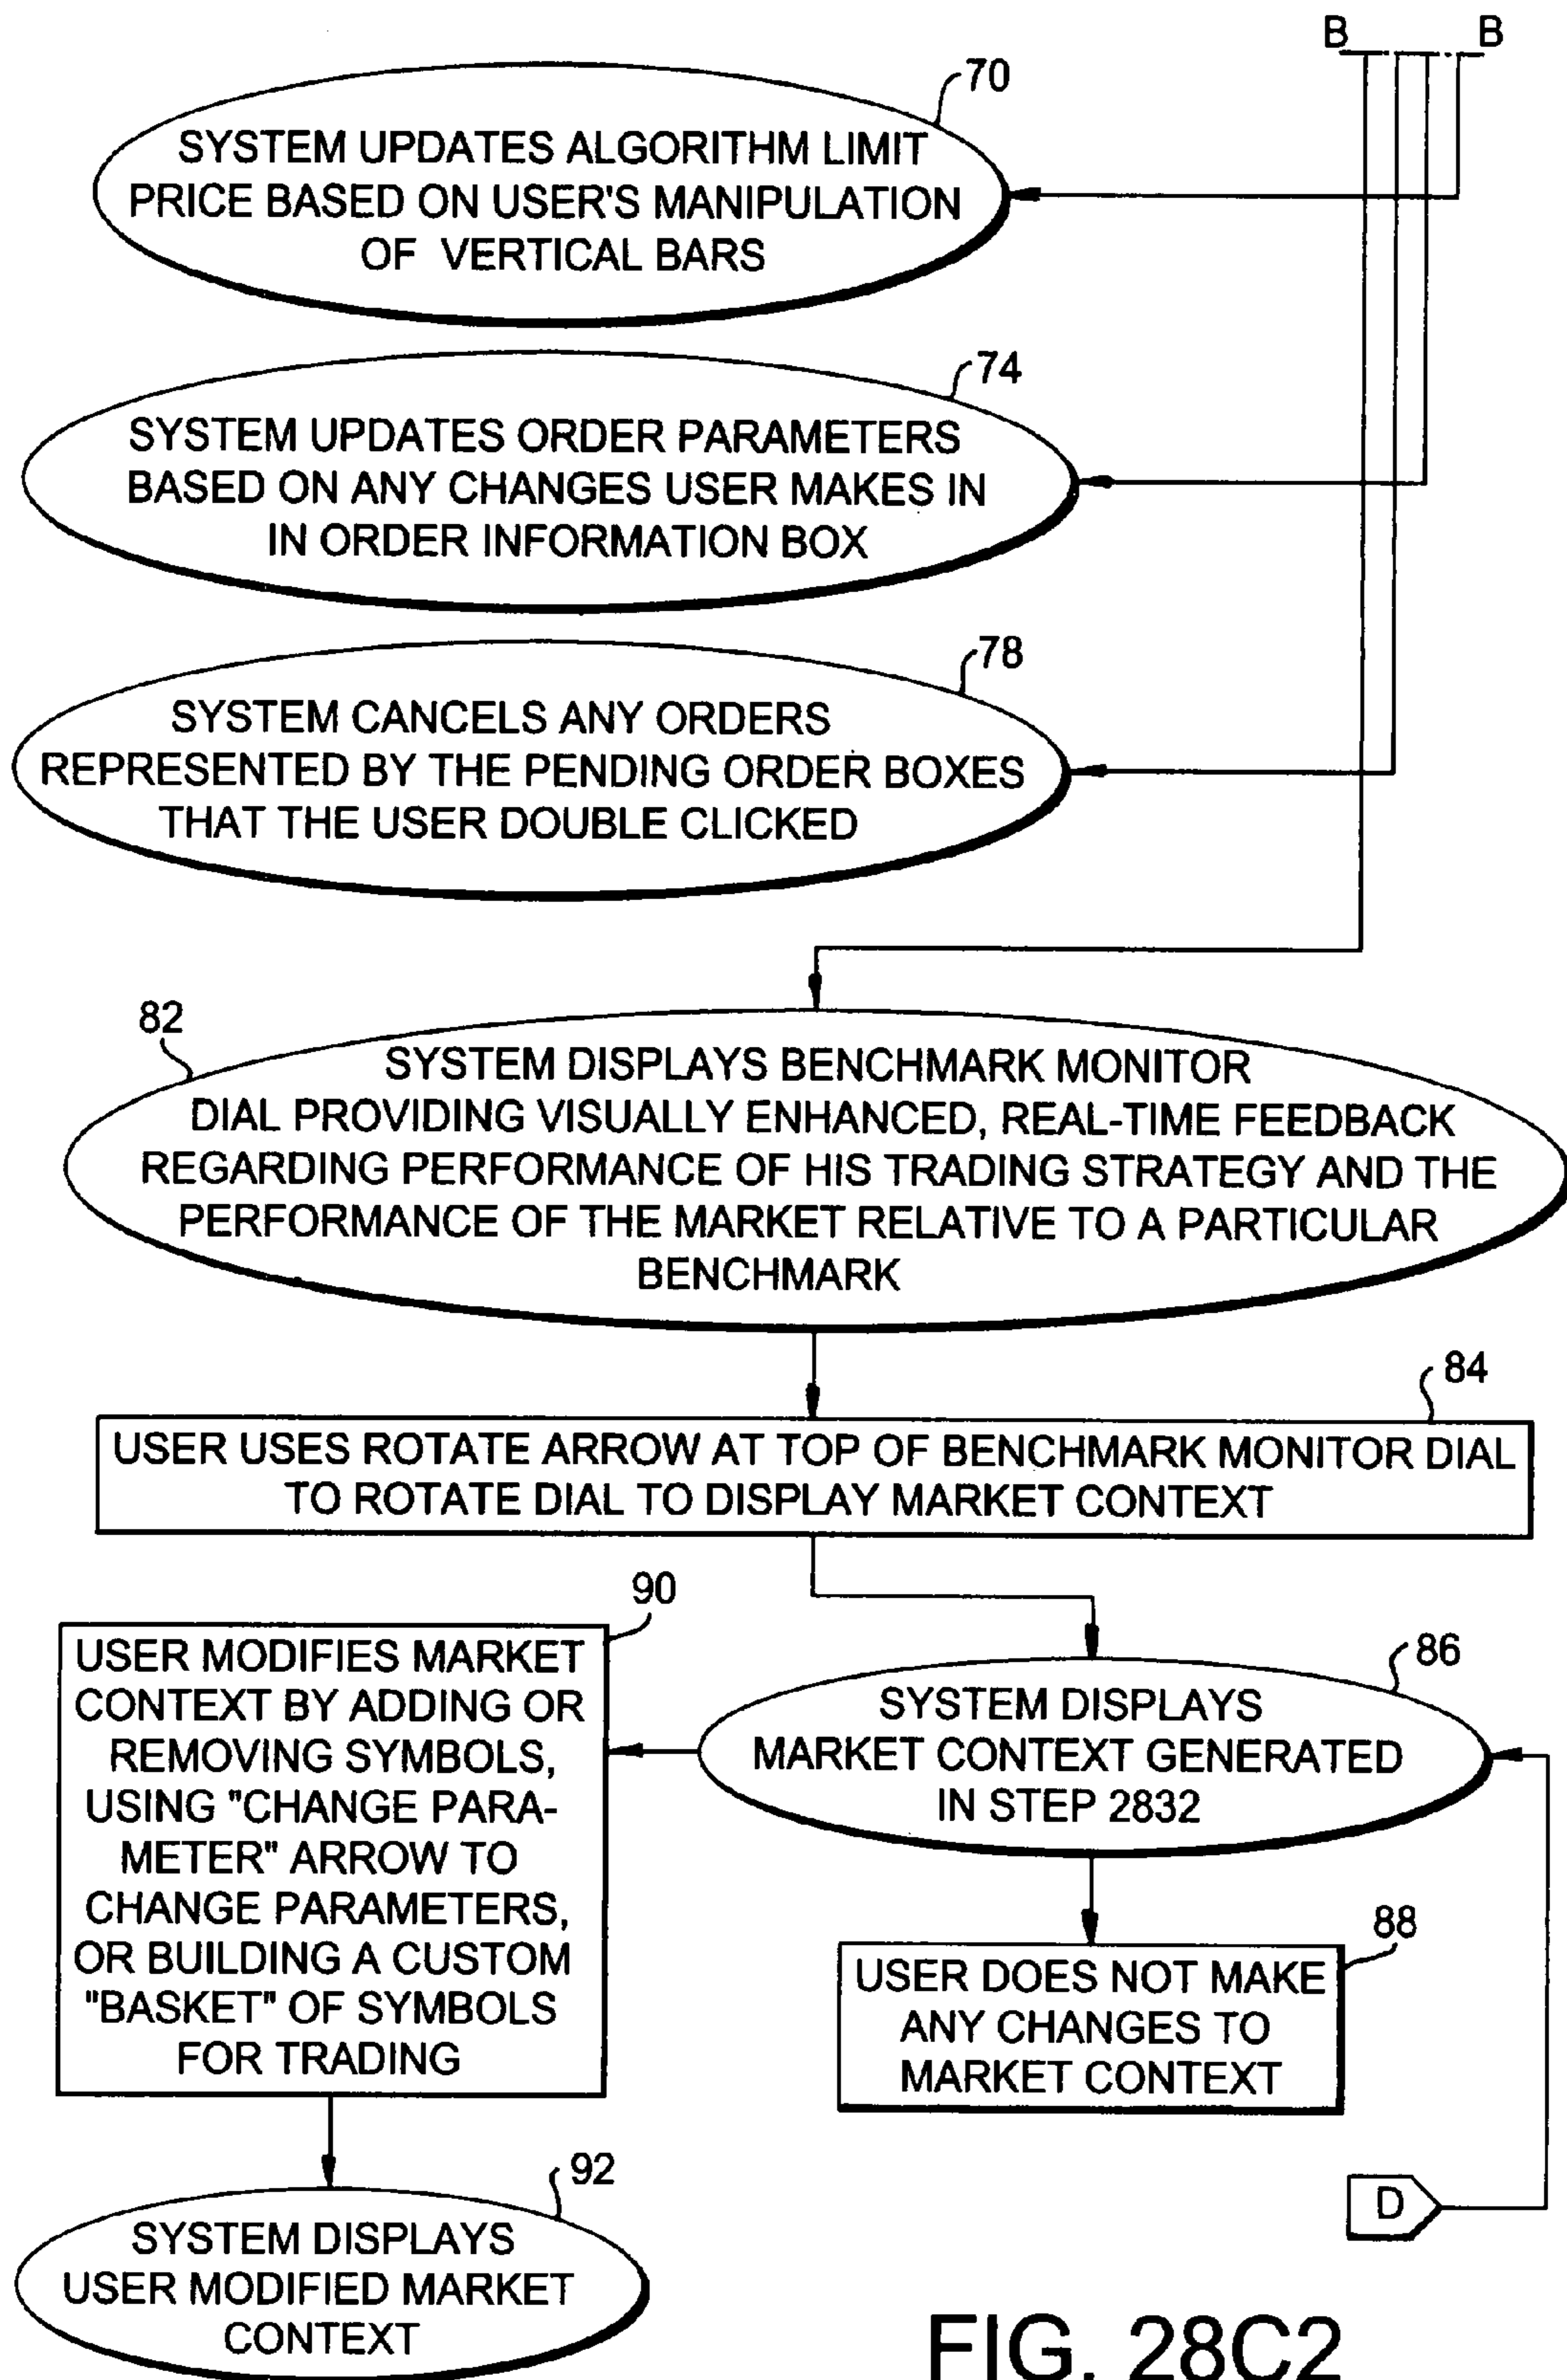 B B
70
SYSTEM UPDATES ALGORITHM LIMIT
PRICE BASED ON USER'S MANIPULATION
OF VERTICAL BARS
74
SYSTEM UPDATES ORDER PARAMETERS
BASED ON ANY CHANGES USER MAKES IN
IN ORDER INFORMATION BOX
78
SYSTEM CANCELS ANY ORDERS
REPRESENTED BY THE PENDING ORDER BOXES
THAT THE USER DOUBLE CLICKED
82
SYSTEM DISPLAYS BENCHMARK MONITOR
DIAL PROVIDING VISUALLY ENHANCED, REAL-TIME FEEDBACK
REGARDING PERFORMANCE OF HIS TRADING STRATEGY AND THE
PERFORMANCE OF THE MARKET RELATIVE TO A PARTICULAR
BENCHMARK
84
USER USES ROTATE ARROW AT TOP OF BENCHMARK MONITOR DIAL
TO ROTATE DIAL TO DISPLAY MARKET CONTEXT
90
USER MODIFIES MARKET
CONTEXT BY ADDING OR
REMOVING SYMBOLS,
USING "CHANGE PARA-
METER" ARROW TO
CHANGE PARAMETERS,
OR BUILDING A CUSTOM
"BASKET" OF SYMBOLS
FOR TRADING
86
SYSTEM DISPLAYS
MARKET CONTEXT GENERATED
IN STEP 2832
88
USER DOES NOT MAKE
ANY CHANGES TO
MARKET CONTEXT
D
92
SYSTEM DISPLAYS
USER MODIFIED MARKET
CONTEXT
FIG. 28C2